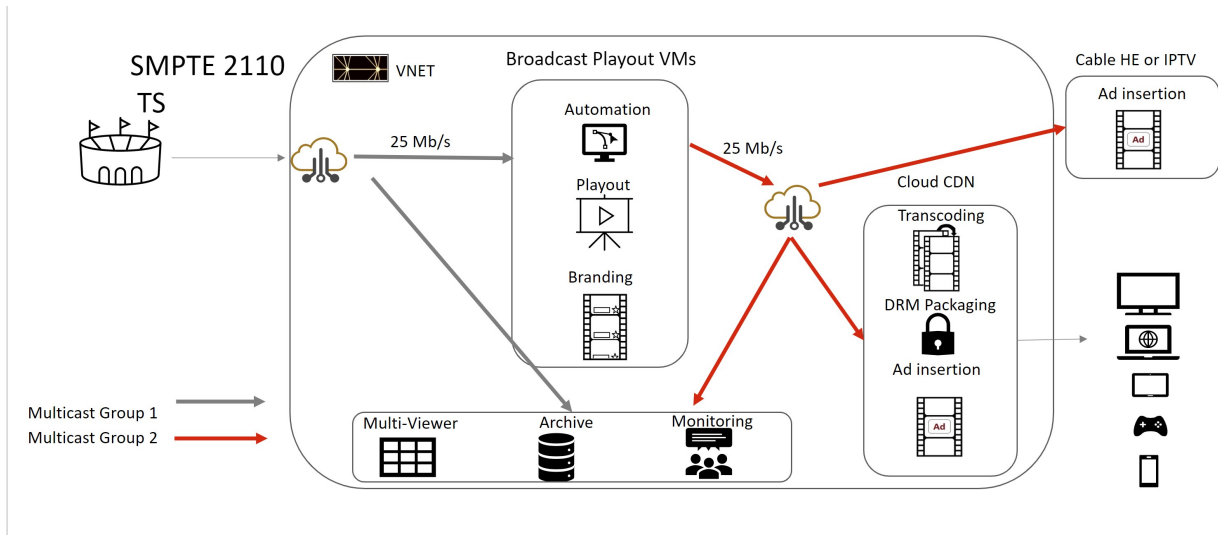 SMPTE 2110
TS
VNET
25 Mb/s
Broadcast Playout VMs
Automation
Playout
Branding
25 Mb/s
Cable HE or IPTV
Ad insertion
Ad
Cloud CDN
Transcoding
DRM Packaging
Ad insertion
Ad
Multicast Group 1
Multicast Group 2
Multi-Viewer
Archive
Monitoring